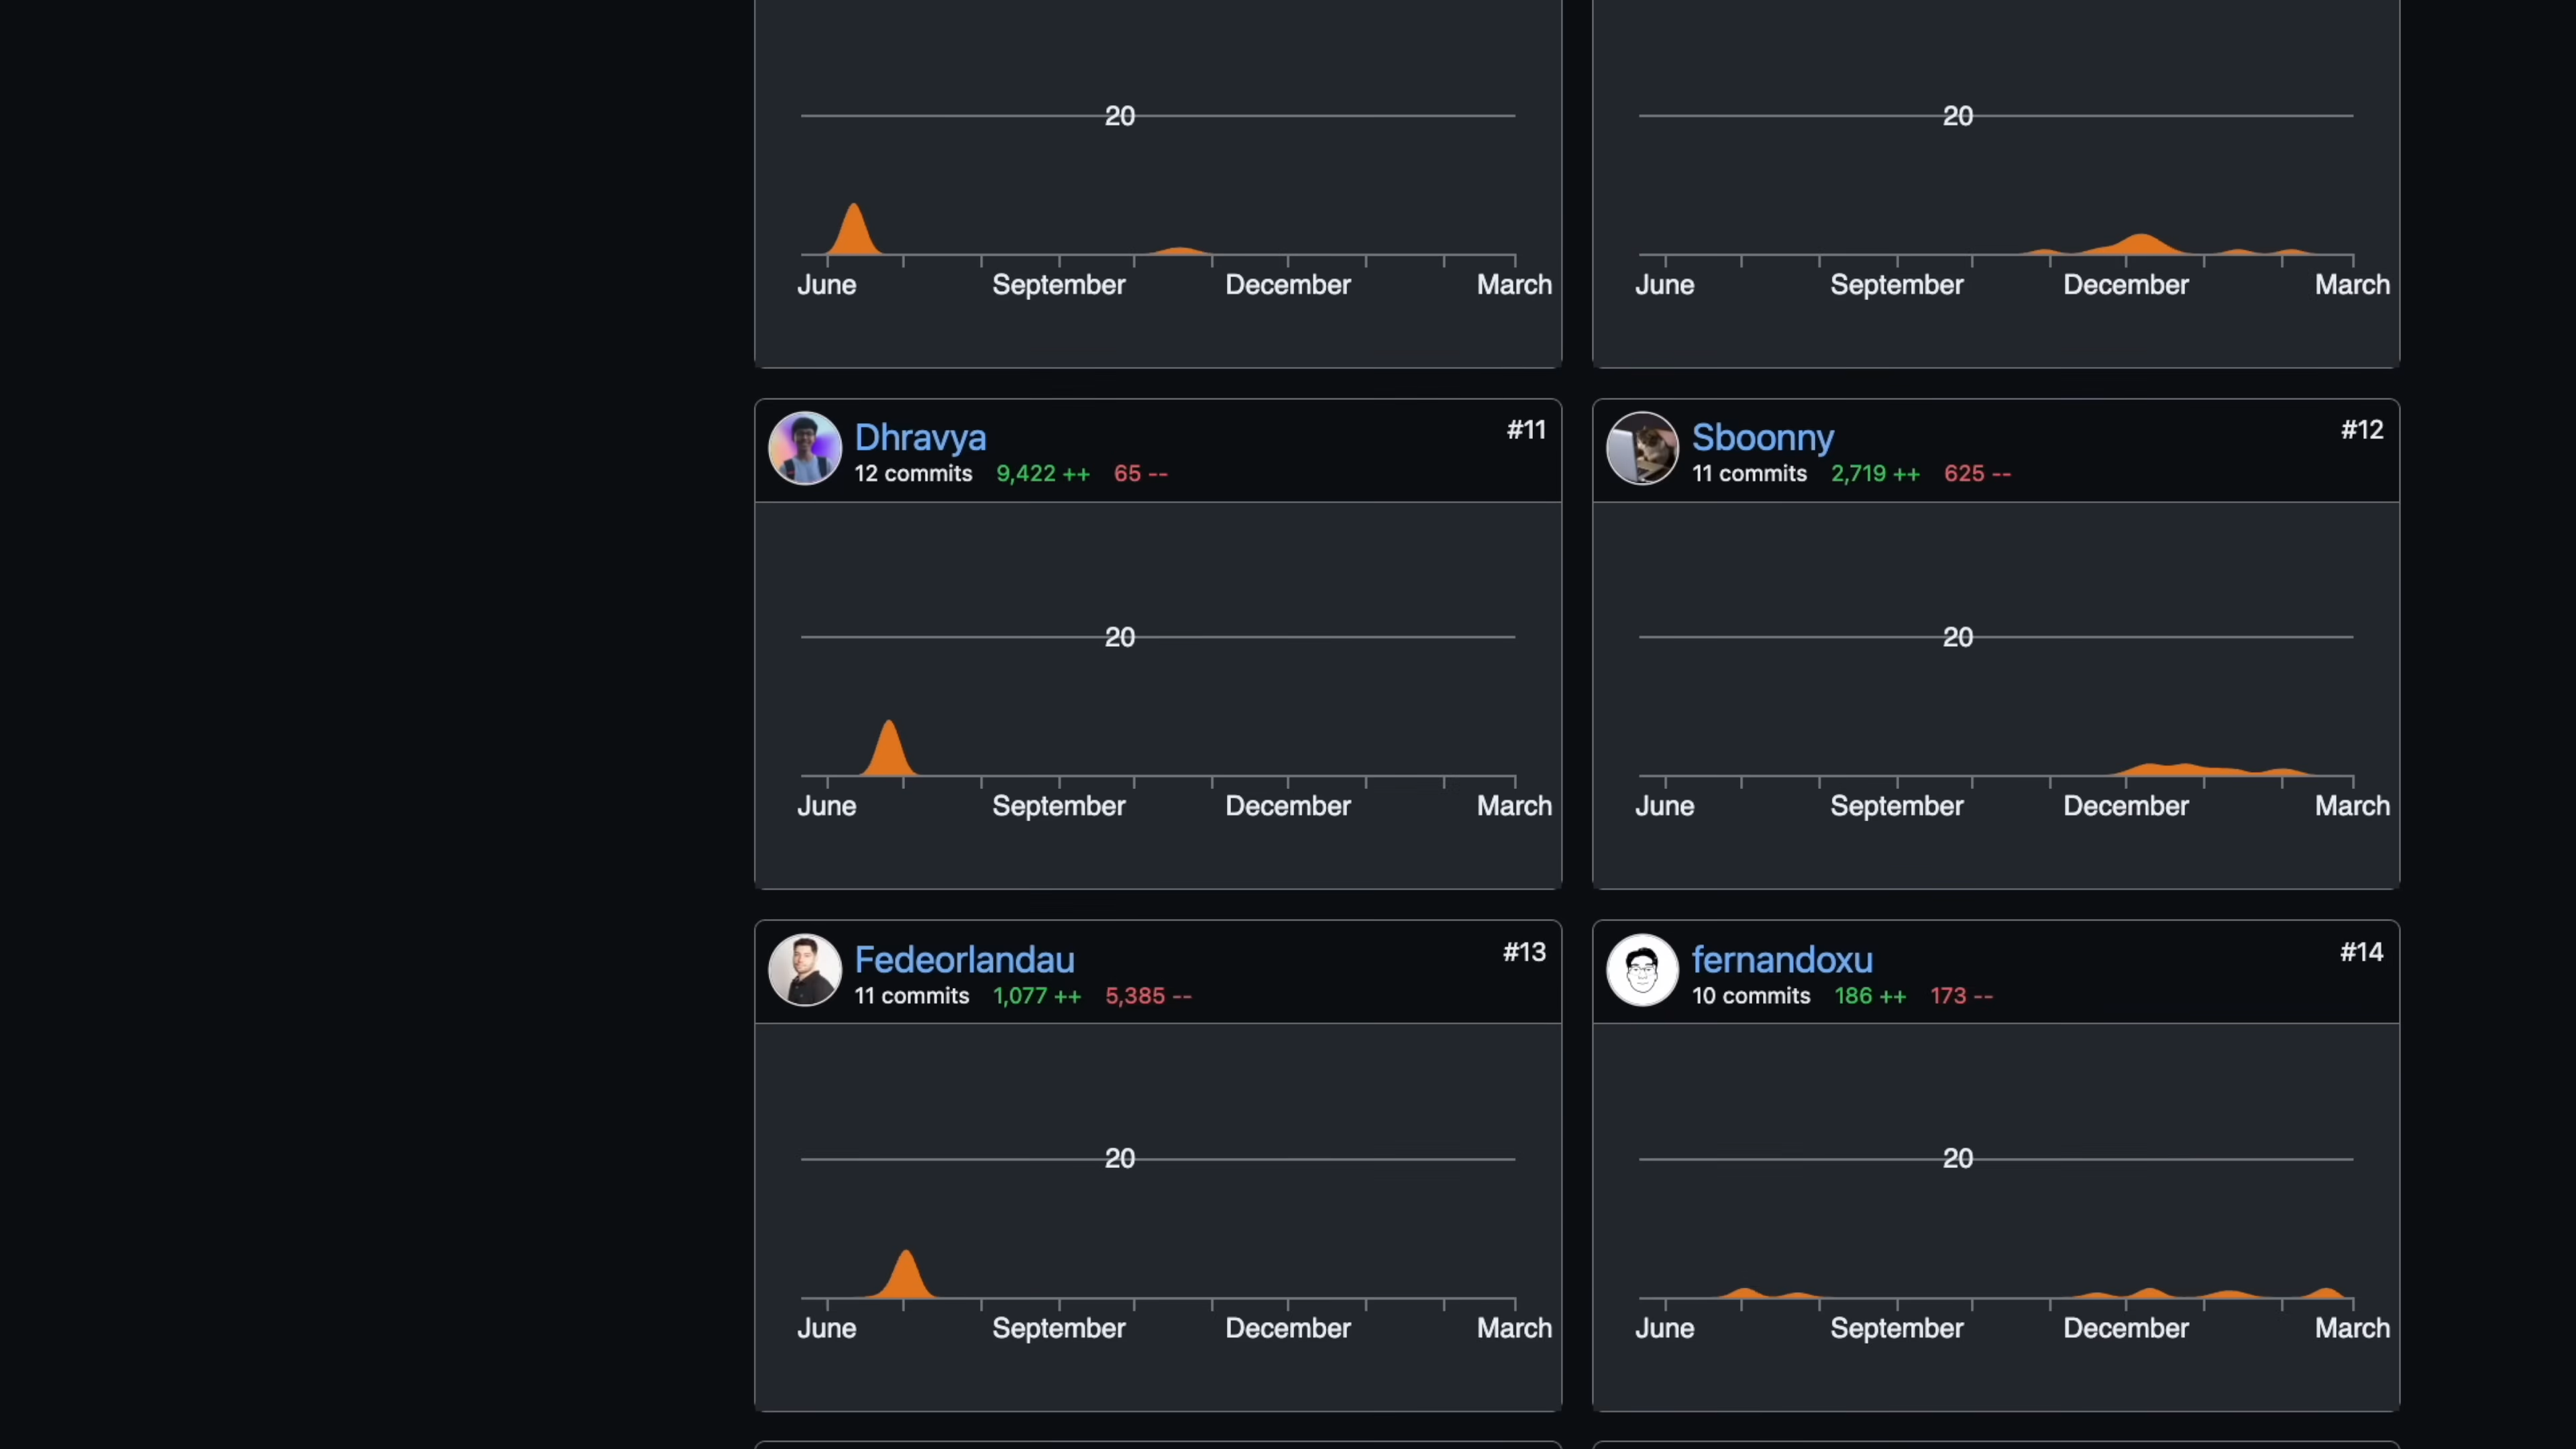 20
June September December March
20
June September December March
Dhravya #11
12 commits 9,422 ++ 65 --
20
June September December March
Sboonny #12
11 commits 2,719 ++ 625 --
20
June September December March
Fedeorlandau #13
11 commits 1,077 ++ 5,385 --
20
June September December March
fernandoxu #14
10 commits 186 ++ 173 --
20
June September December March